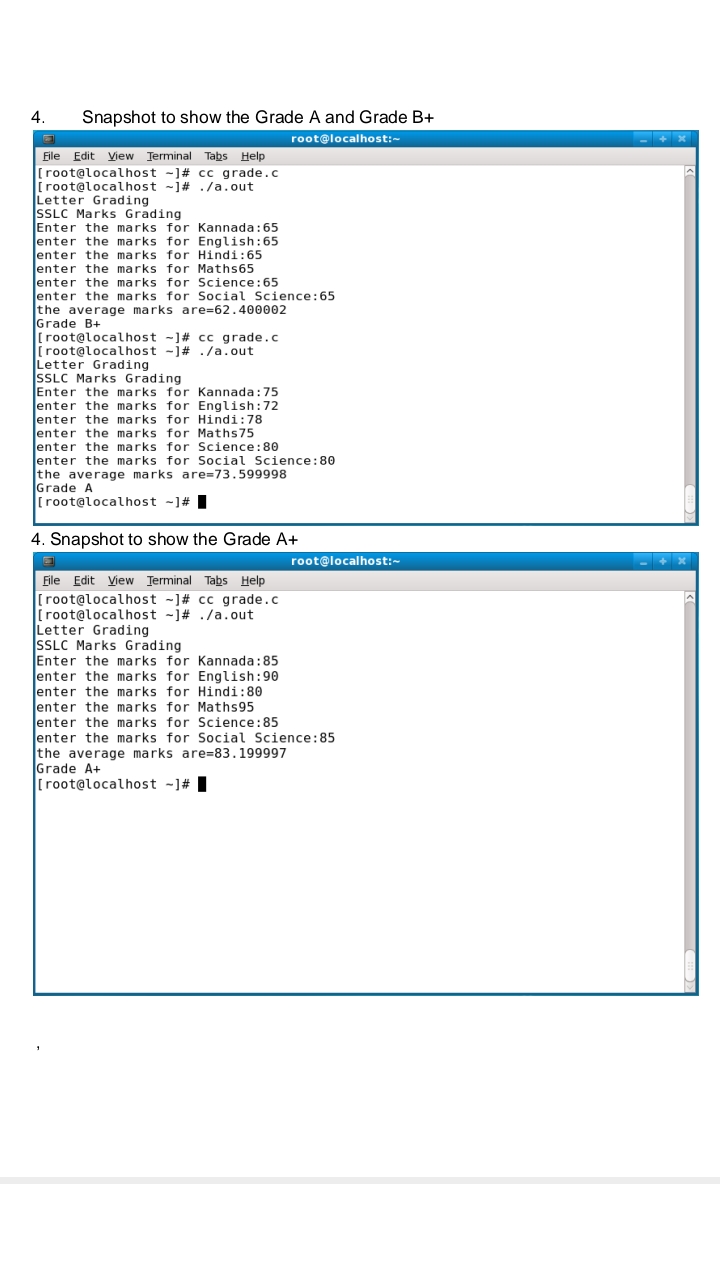 4. Snapshot to show the Grade A and Grade B+
root@localhost:~
File Edit View Terminal Tabs Help
[root@localhost ~]# cc grade.c
[root@localhost ~]# ./a.out
Letter Grading
SSLC Marks Grading
Enter the marks for Kannada:65
enter the marks for English:65
enter the marks for Hindi:65
enter the marks for Maths65
enter the marks for Science:65
enter the marks for Social Science:65
the average marks are=62.400002
Grade B+
[root@localhost ~]# cc grade.c
[root@localhost ~]# ./a.out
Letter Grading
SSLC Marks Grading
Enter the marks for Kannada:75
enter the marks for English:72
enter the marks for Hindi:78
enter the marks for Maths75
enter the marks for Science:80
enter the marks for Social Science:80
the average marks are=73.599998
Grade A
[root@localhost ~]#
4. Snapshot to show the Grade A+
root@localhost:~
File Edit View Terminal Tabs Help
[root@localhost ~]# cc grade.c
[root@localhost ~]# ./a.out
Letter Grading
SSLC Marks Grading
Enter the marks for Kannada:85
enter the marks for English:90
enter the marks for Hindi:80
enter the marks for Maths95
enter the marks for Science:85
enter the marks for Social Science:85
the average marks are=83.199997
Grade A+
[root@localhost ~]#
,